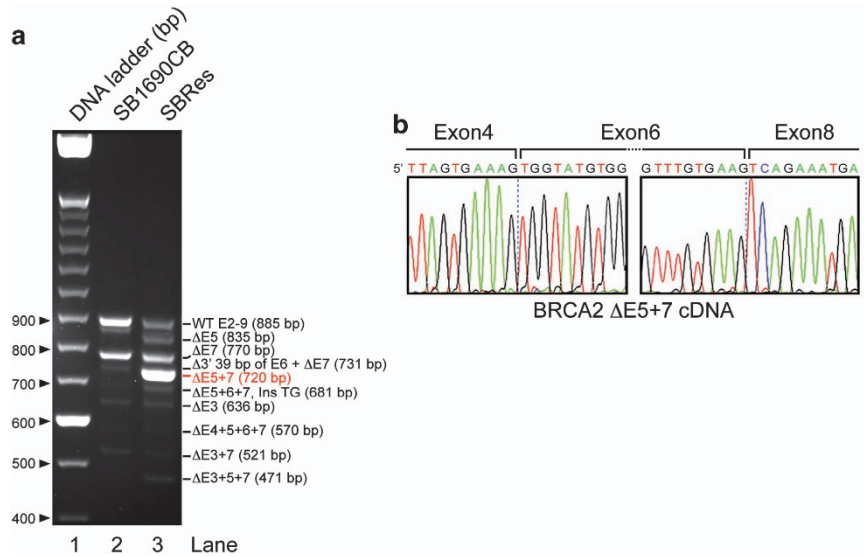 a
DNA ladder (bp)
SB1690CB
SBRes
900
800
700
600
500
400
WT E2-9 (885 bp)
ΔE5 (835 bp)
ΔE7 (770 bp)
Δ3' 39 bp of E6 + ΔE7 (731 bp)
ΔE5+7 (720 bp)
ΔE5+6+7, Ins TG (681 bp)
ΔE3 (636 bp)
ΔE4+5+6+7 (570 bp)
ΔE3+7 (521 bp)
ΔE3+5+7 (471 bp)
1 2 3 Lane
b
Exon4 Exon6 Exon8
5' TTAGTGAAAGTGGTATGTGG GTTTGTGAAGTCAGAAATGA
BRCA2 ΔE5+7 cDNA